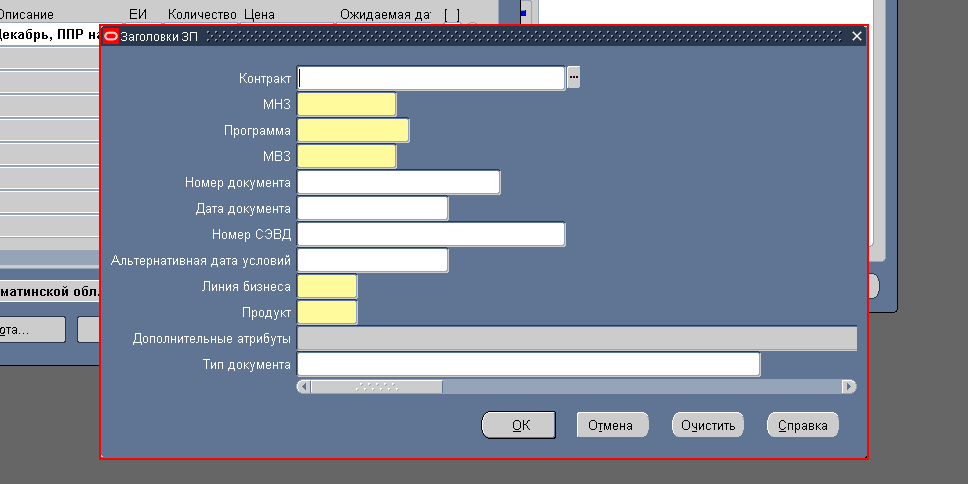 Описание ЕИ Количество Цена Ожидаемая дат [ ]
Декабрь, ППР на
Заголовки ЗП
Контракт
МНЗ
Программа
МВЗ
Номер документа
Дата документа
Номер СЭВД
Альтернативная дата условий
Линия бизнеса
матинской обл.
Продукт
ота...
Дополнительные атрибуты
Тип документа
OK Отмена Очистить Справка